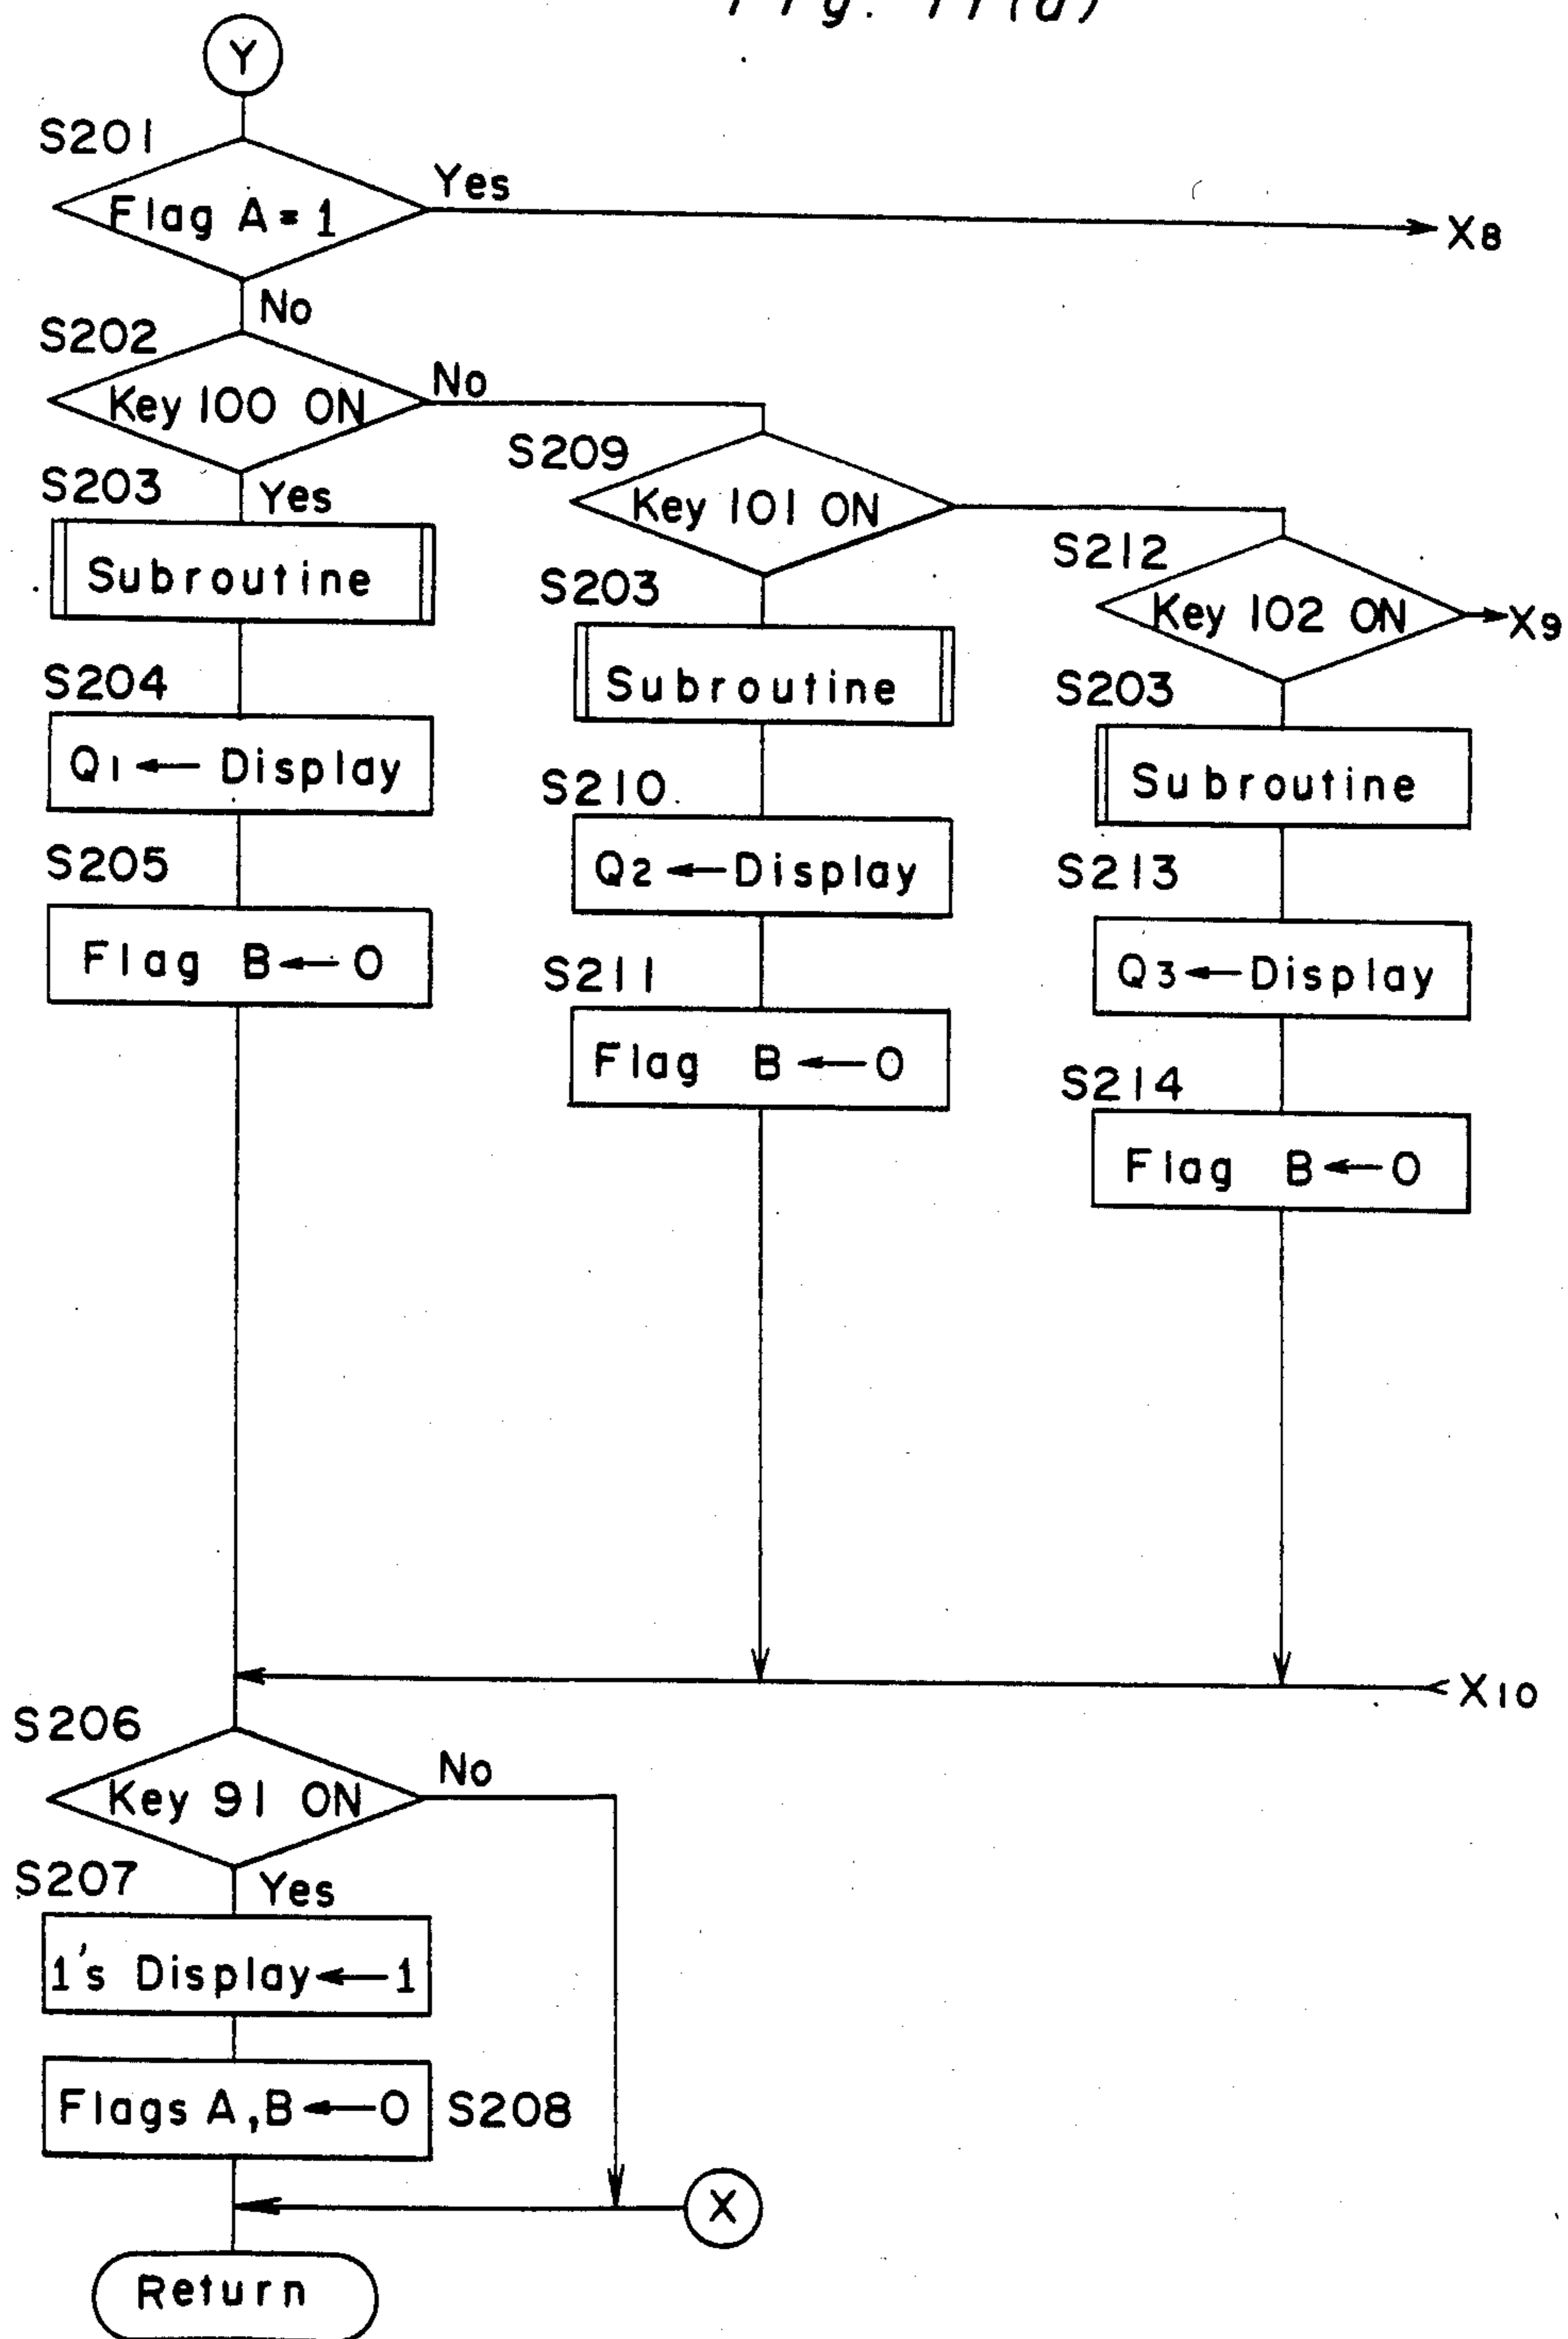 Fig. 11(a)
Y
S201
Flag A=1
Yes
X8
No
S202
Key 100 ON
No
S209
Key 101 ON
S212
Key 102 ON
X9
S203
Yes
Subroutine
S203
Subroutine
S203
Subroutine
S204
Q1← Display
S210
Q2←Display
S213
Q3←Display
S205
Flag B←0
S211
Flag B←0
S214
Flag B←0
X10
S206
Key 91 ON
No
S207
Yes
1's Display←1
Flags A,B←0
S208
X
Return